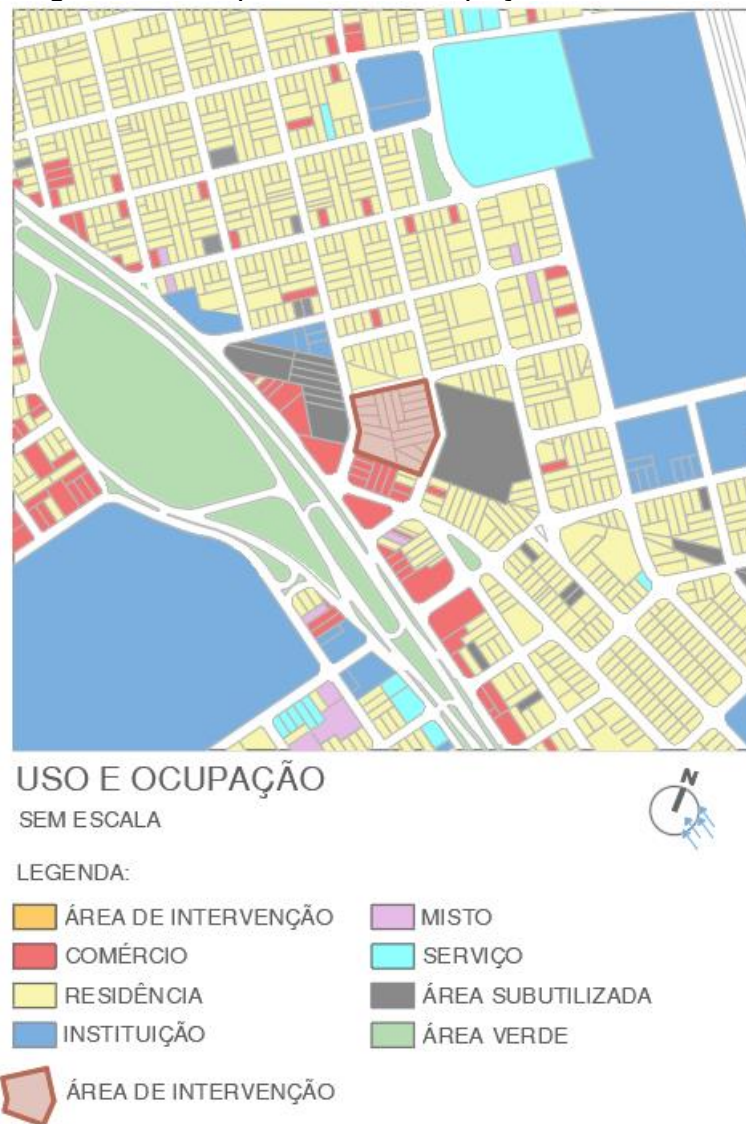 USO E OCUPAÇÃO
SEM ESCALA
N
LEGENDA:
ÁREA DE INTERVENÇÃO
COMÉRCIO
RESIDÊNCIA
INSTITUIÇÃO
MISTO
SERVIÇO
ÁREA SUBUTILIZADA
ÁREA VERDE
ÁREA DE INTERVENÇÃO